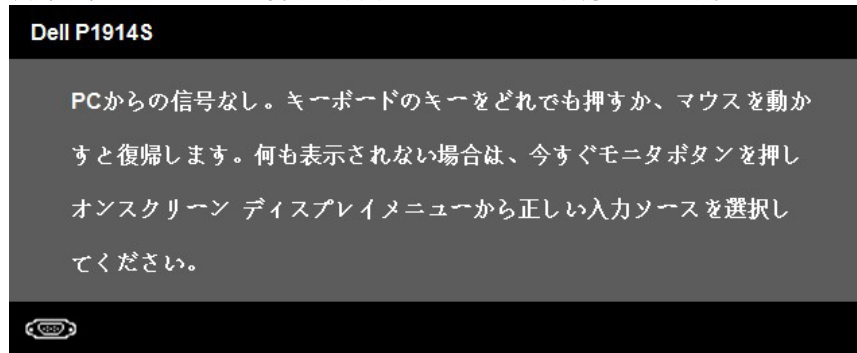 Dell P1914S
PCからの信号なし。キーボードのキーをどれでも押すか、マウスを動か
すと復帰します。何も表示されない場合は、今すぐモニタボタンを押し
オンスクリーン ディスプレイメニューから正しい入力ソースを選択し
てください。